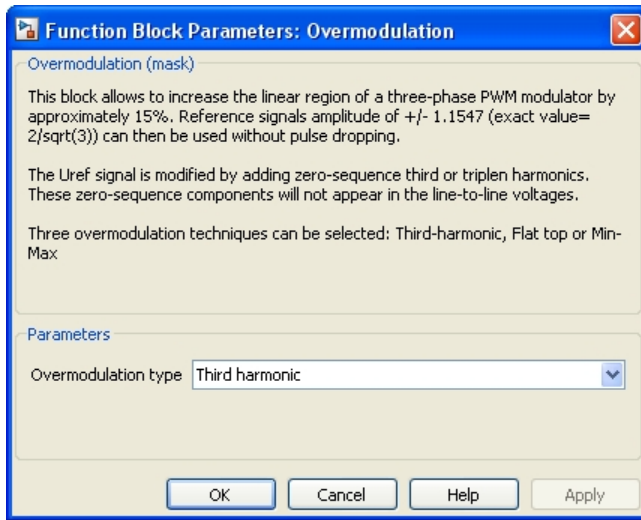 Function Block Parameters: Overmodulation
Overmodulation (mask)
This block allows to increase the linear region of a three-phase PWM modulator by
approximately 15%. Reference signals amplitude of +/- 1.1547 (exact value=
2/sqrt(3)) can then be used without pulse dropping.
The Uref signal is modified by adding zero-sequence third or triplen harmonics.
These zero-sequence components will not appear in the line-to-line voltages.
Three overmodulation techniques can be selected: Third-harmonic, Flat top or Min-
Max
Parameters
Overmodulation type Third harmonic
OK Cancel Help Apply